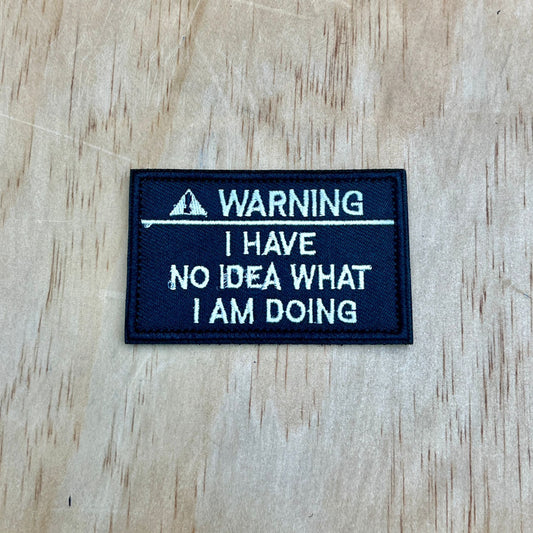 WARNING
I HAVE
NO IDEA WHAT
I AM DOING